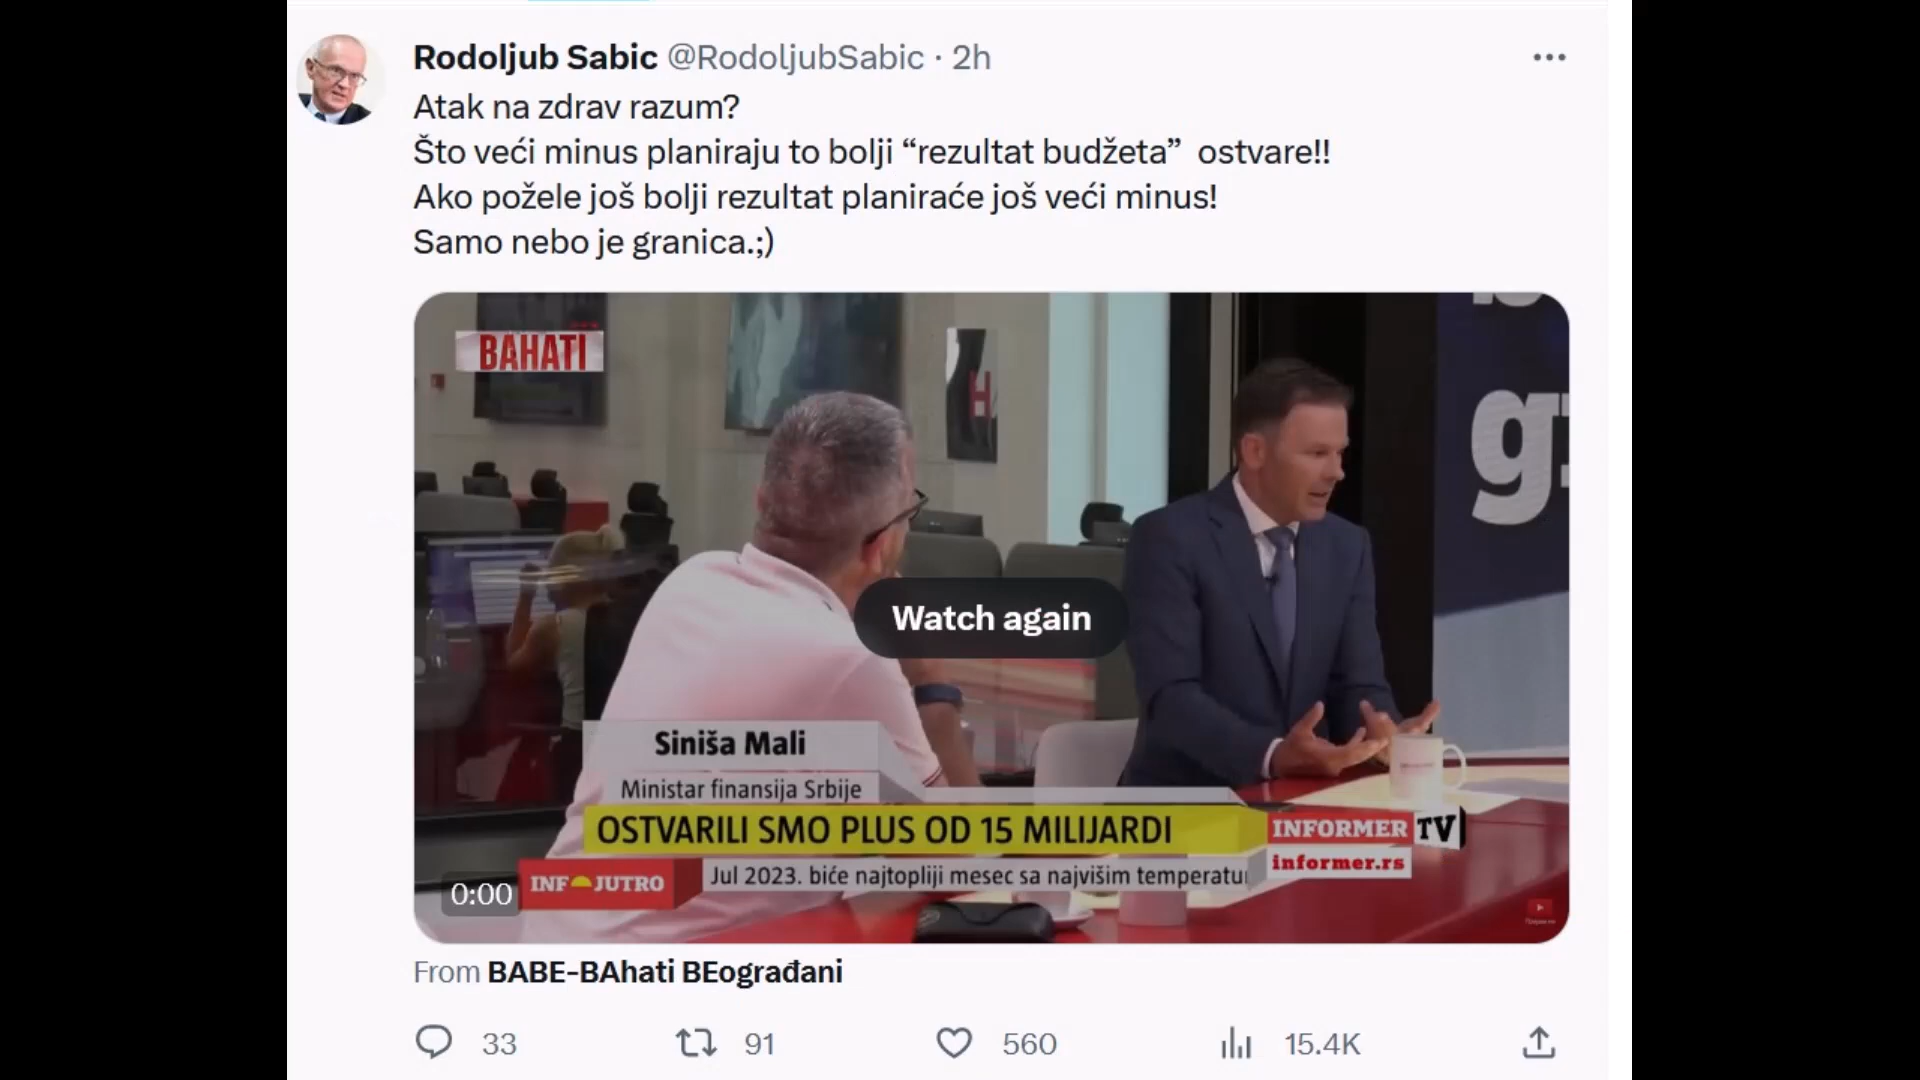 Rodoljub Sabic @RodoljubSabic · 2h
Atak na zdrav razum?
Što veći minus planiraju to bolji “rezultat budžeta” ostvare!!
Ako požele još bolji rezultat planiraće još veći minus!
Samo nebo je granica.;)
BAHATI
H
g
Watch again
Siniša Mali
Ministar finansija Srbije
OSTVARILI SMO PLUS OD 15 MILIJARDI
INFORMER TV
informer.rs
0:00
INF JUTRO
Jul 2023. biće najtopliji mesec sa najvišim temperatu
From BABE-BAhati BEograđani
33
91
560
15.4K